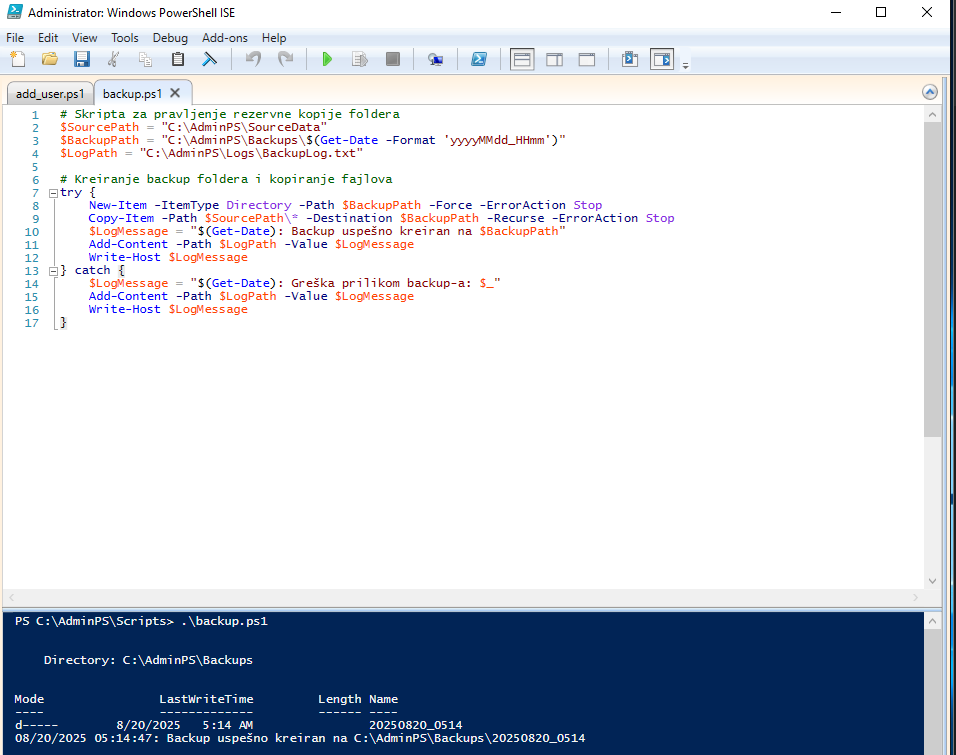 Administrator: Windows PowerShell ISE
File Edit View Tools Debug Add-ons Help
add_user.ps1 backup.ps1
1 # Skripta za pravljenje rezervne kopije foldera
2 $SourcePath = "C:\AdminPS\SourceData"
3 $BackupPath = "C:\AdminPS\Backups\$(Get-Date -Format 'yyyyMMdd_HHmm')"
4 $LogPath = "C:\AdminPS\Logs\BackupLog.txt"
5
6 # Kreiranje backup foldera i kopiranje fajlova
7 try {
8 New-Item -ItemType Directory -Path $BackupPath -Force -ErrorAction Stop
9 Copy-Item -Path $SourcePath\* -Destination $BackupPath -Recurse -ErrorAction Stop
10 $LogMessage = "$(Get-Date): Backup uspešno kreiran na $BackupPath"
11 Add-Content -Path $LogPath -Value $LogMessage
12 Write-Host $LogMessage
13 } catch {
14 $LogMessage = "$(Get-Date): Greška prilikom backup-a: $_"
15 Add-Content -Path $LogPath -Value $LogMessage
16 Write-Host $LogMessage
17 }
PS C:\AdminPS\Scripts> .\backup.ps1
Directory: C:\AdminPS\Backups
Mode LastWriteTime Length Name
---- ------------- ------ ----
d----- 8/20/2025 5:14 AM 20250820_0514
08/20/2025 05:14:47: Backup uspešno kreiran na C:\AdminPS\Backups\20250820_0514